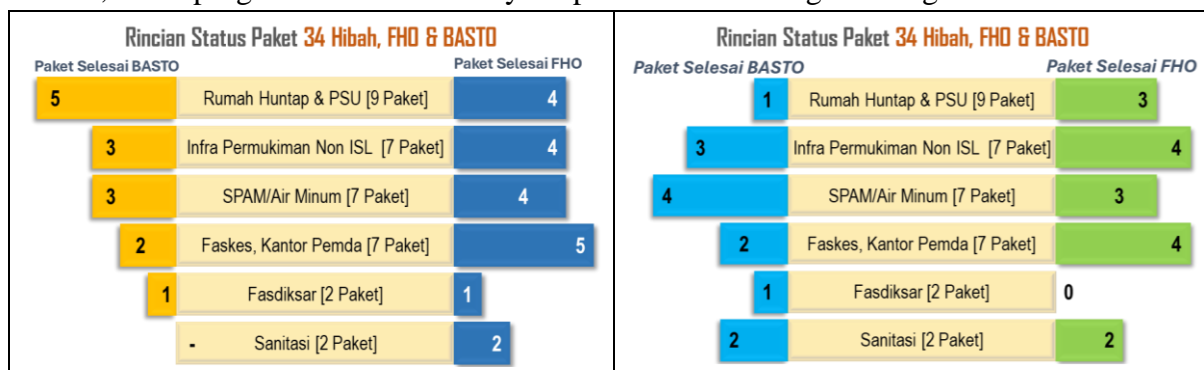 Rincian Status Paket 34 Hibah, FHO & BASTO
Paket Selesai BASTO
Paket Selesai FHO
5 Rumah Huntap & PSU [9 Paket] 4
3 Infra Permukiman Non ISL [7 Paket] 4
3 SPAM/Air Minum [7 Paket] 4
2 Faskes, Kantor Pemda [7 Paket] 5
1 Fasdiksar [2 Paket] 1
- Sanitasi [2 Paket] 2
Rincian Status Paket 34 Hibah, FHO & BASTO
Paket Selesai BASTO
Paket Selesai FHO
1 Rumah Huntap & PSU [9 Paket] 3
3 Infra Permukiman Non ISL [7 Paket] 4
4 SPAM/Air Minum [7 Paket] 3
2 Faskes, Kantor Pemda [7 Paket] 4
1 Fasdiksar [2 Paket] 0
2 Sanitasi [2 Paket] 2